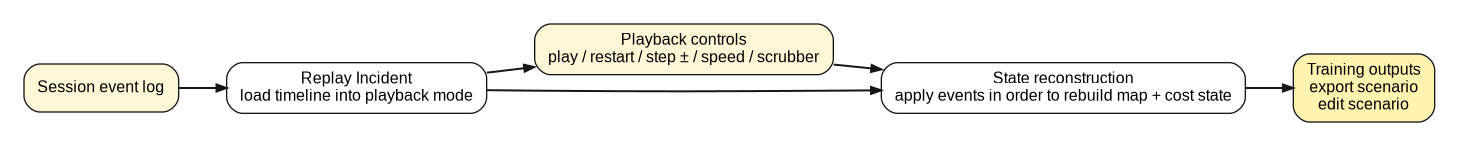 Session event log
Replay Incident
load timeline into playback mode
Playback controls
play / restart / step ± / speed / scrubber
State reconstruction
apply events in order to rebuild map + cost state
Training outputs
export scenario
edit scenario